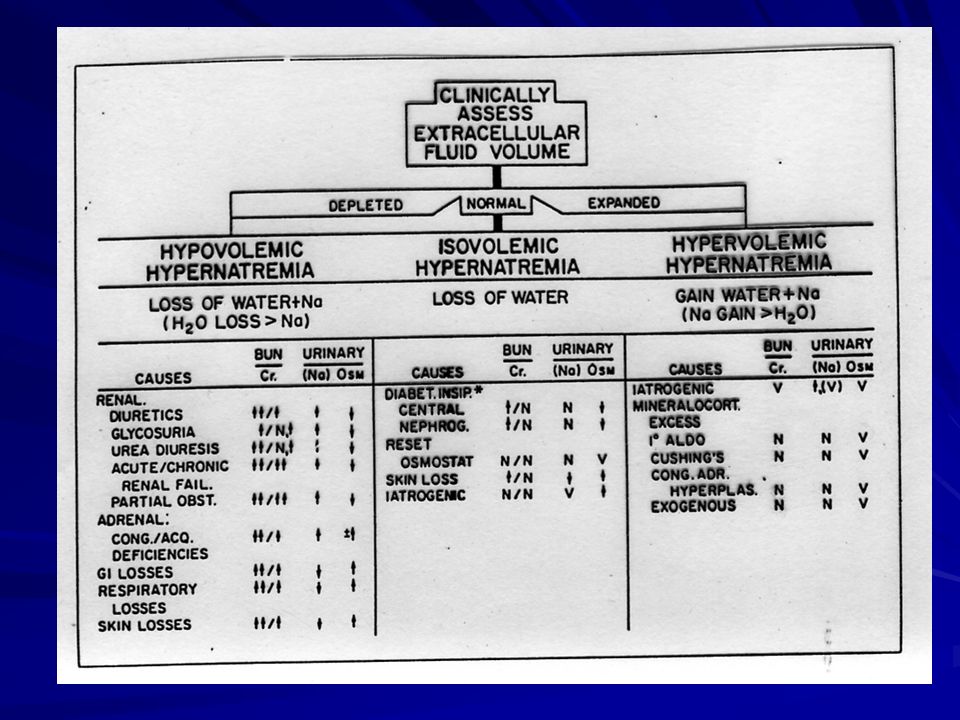 CLINICALLY
ASSESS
EXTRACELLULAR
FLUID VOLUME
DEPLETED NORMAL EXPANDED
HYPOVOLEMIC
HYPERNATREMIA
LOSS OF WATER+Na
(H₂O LOSS > Na)
BUN URINARY
CAUSES Cr. (Na) OSM
RENAL.
DIURETICS
GLYCOSURIA
UREA DIURESIS
ACUTE/CHRONIC
RENAL FAIL.
PARTIAL OBST.
ADRENAL:
CONG./ACQ.
DEFICIENCIES
GI LOSSES
RESPIRATORY
LOSSES
SKIN LOSSES
ISOVOLEMIC
HYPERNATREMIA
LOSS OF WATER
BUN URINARY
CAUSES Cr. (Na) OSM
DIABET. INSIP.*
CENTRAL ↑/N N
NEPHROG. ↑/N N
RESET
OSMOSTAT N/N N V
SKIN LOSS ↑/N
IATROGENIC N/N V
HYPERVOLEMIC
HYPERNATREMIA
GAIN WATER+Na
(Na GAIN > H₂O)
BUN URINARY
CAUSES Cr. (Na) OSM
IATROGENIC V ↑,(V) V
MINERALOCORT.
EXCESS
1° ALDO N N V
CUSHING'S N N V
CONG. ADR.
HYPERPLAS. N N V
EXOGENOUS N N V